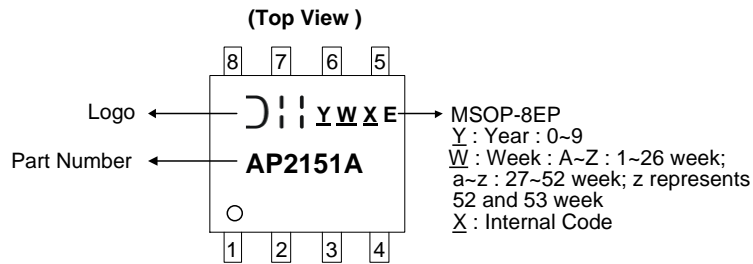 (Top View )
8 7 6 5
Logo
Y W X E
MSOP-8EP
Y : Year : 0~9
W : Week : A~Z : 1~26 week;
a~z : 27~52 week; z represents
52 and 53 week
X : Internal Code
Part Number
AP2151A
1 2 3 4